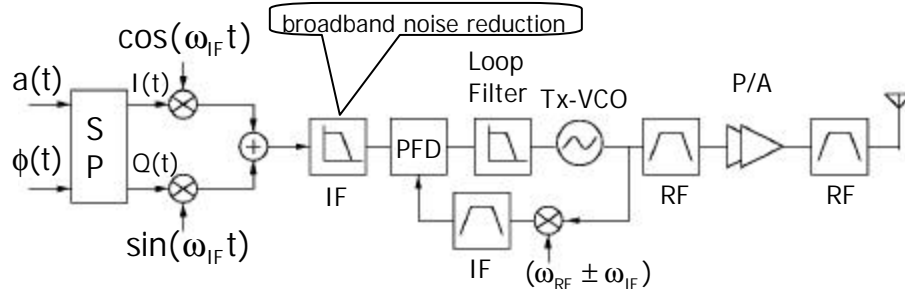 broadband noise reduction
cos(ω_IF t)
a(t)
I(t)
S
P
ϕ(t)
Q(t)
sin(ω_IF t)
+
IF
PFD
Loop
Filter
Tx-VCO
P/A
RF
RF
IF
(ω_RF ± ω_IF)